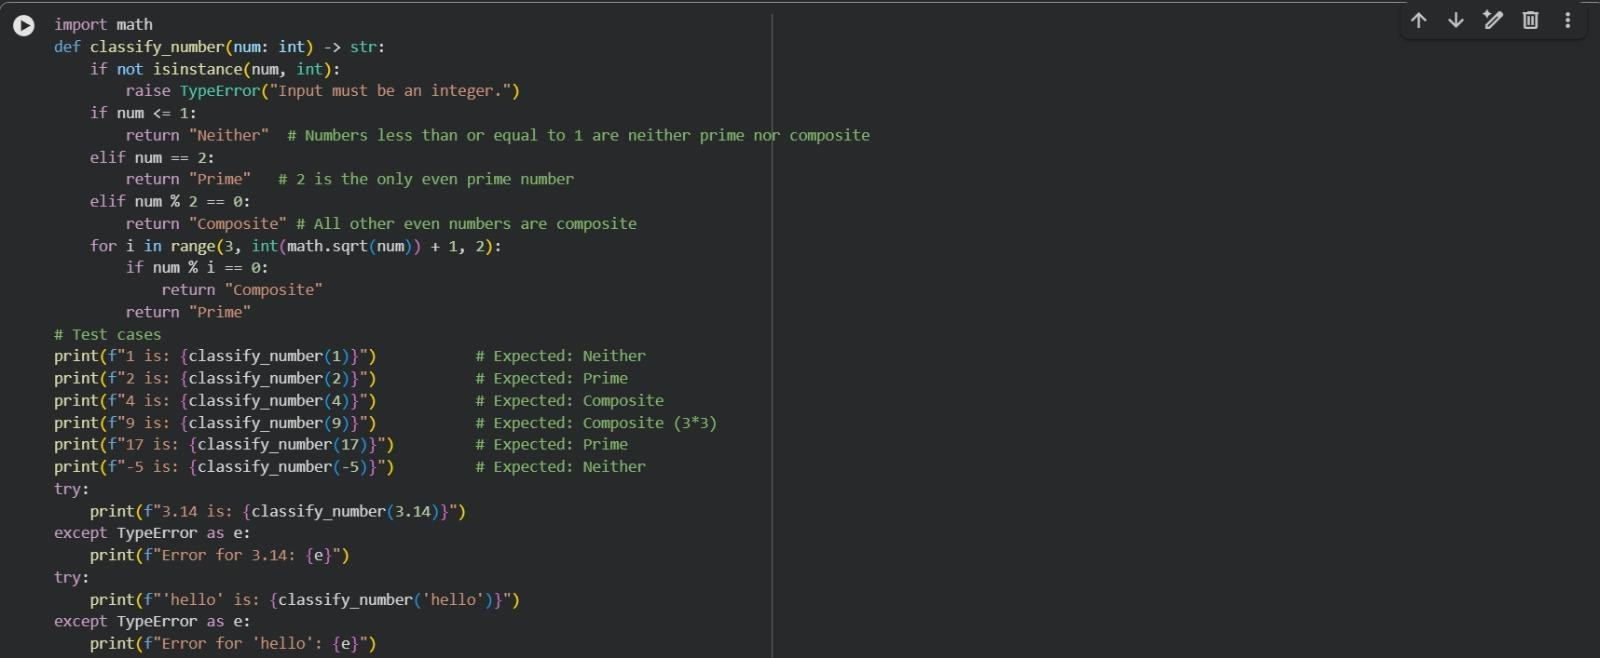 import math
def classify_number(num: int) -> str:
    if not isinstance(num, int):
        raise TypeError("Input must be an integer.")
    if num <= 1:
        return "Neither"  # Numbers less than or equal to 1 are neither prime nor composite
    elif num == 2:
        return "Prime"   # 2 is the only even prime number
    elif num % 2 == 0:
        return "Composite" # All other even numbers are composite
    for i in range(3, int(math.sqrt(num)) + 1, 2):
        if num % i == 0:
            return "Composite"
        return "Prime"
# Test cases
print(f"1 is: {classify_number(1)}")           # Expected: Neither
print(f"2 is: {classify_number(2)}")           # Expected: Prime
print(f"4 is: {classify_number(4)}")           # Expected: Composite
print(f"9 is: {classify_number(9)}")           # Expected: Composite (3*3)
print(f"17 is: {classify_number(17)}")         # Expected: Prime
print(f"-5 is: {classify_number(-5)}")         # Expected: Neither
try:
    print(f"3.14 is: {classify_number(3.14)}")
except TypeError as e:
    print(f"Error for 3.14: {e}")
try:
    print(f"'hello' is: {classify_number('hello')}")
except TypeError as e:
    print(f"Error for 'hello': {e}")